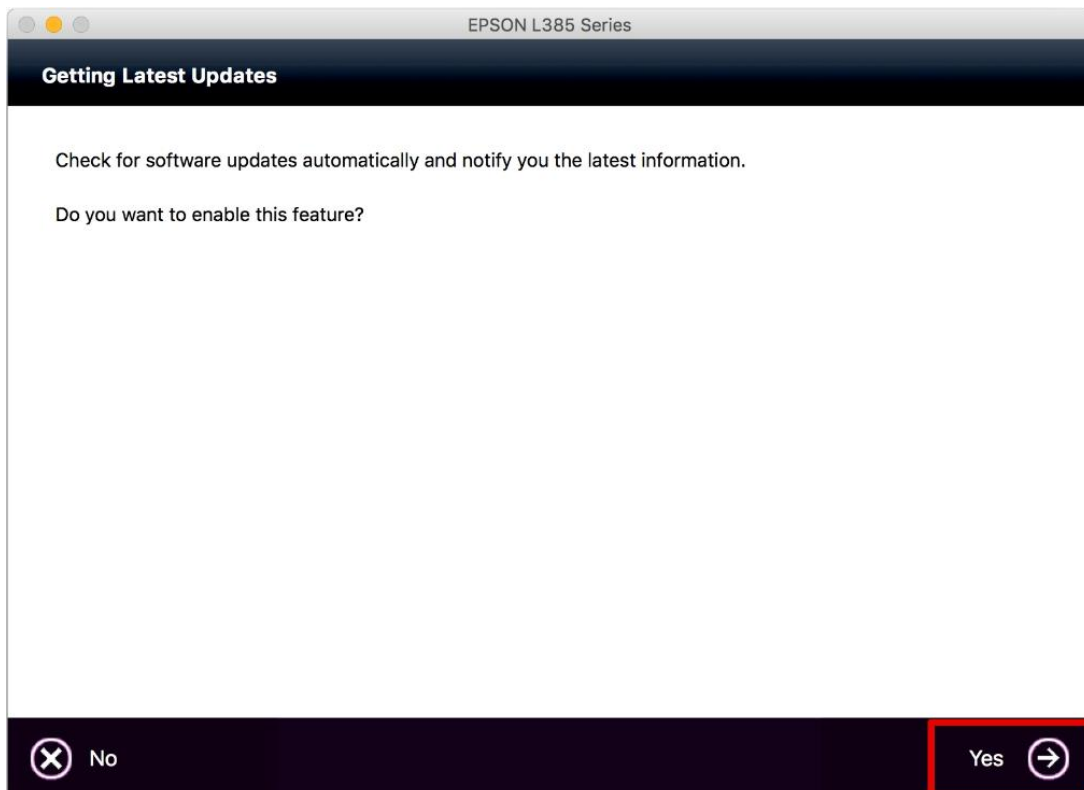 EPSON L385 Series
Getting Latest Updates
Check for software updates automatically and notify you the latest information.
Do you want to enable this feature?
No
Yes